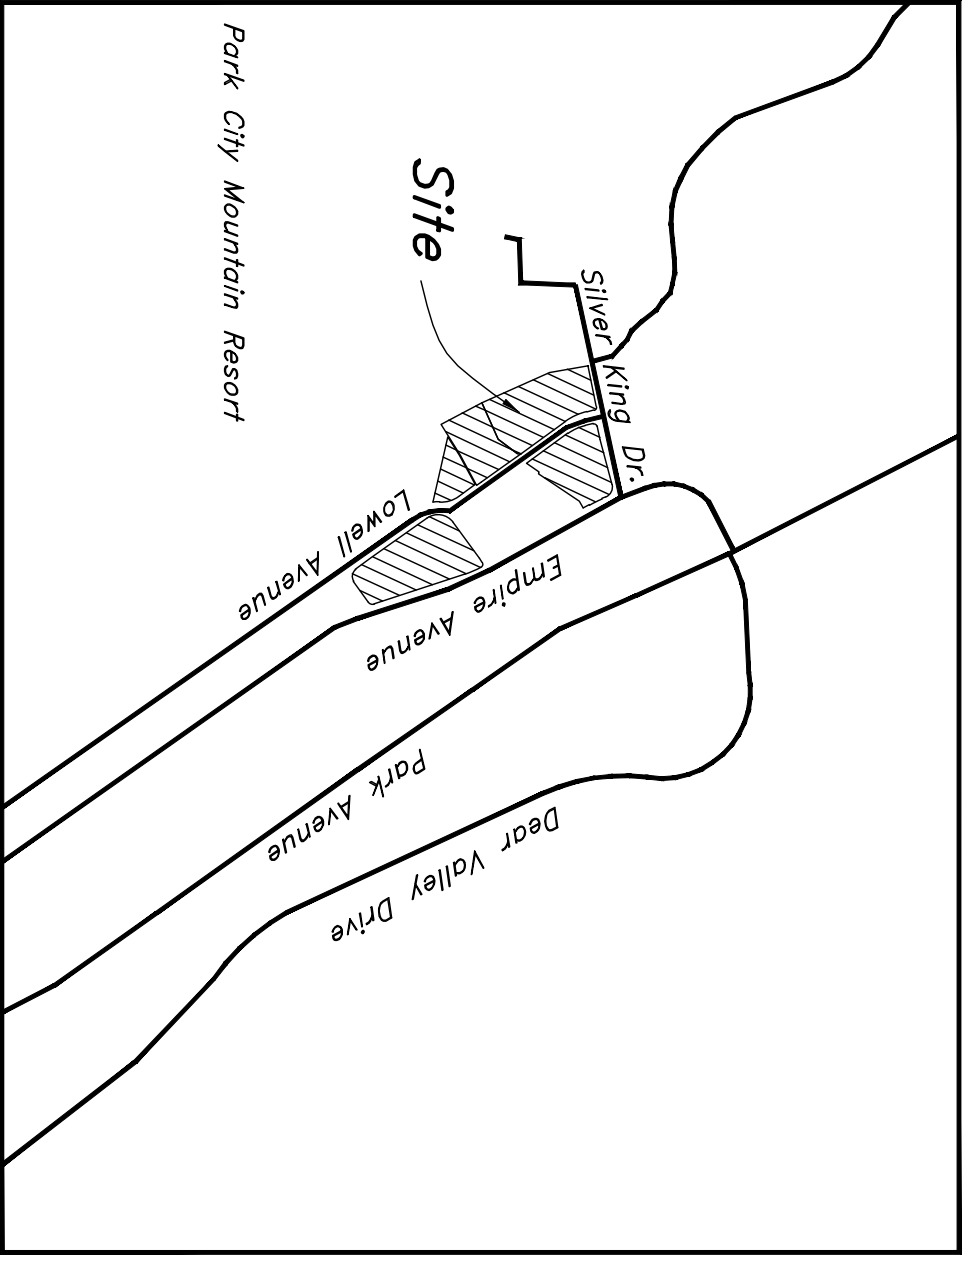 Park City Mountain Resort
Site
Silver King Dr.
Lowell Avenue
Empire Avenue
Park Avenue
Dear Valley Drive